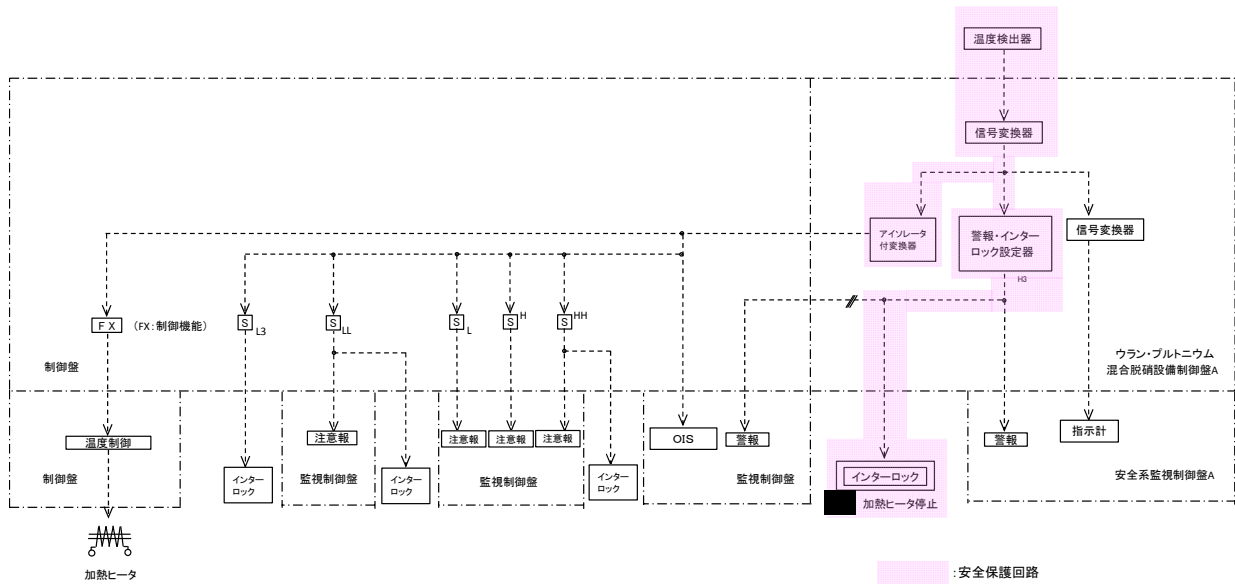 温度検出器
信号変換器
アイソレータ
付変換器
警報・インター
ロック設定器
H3
信号変換器
FX
(FX:制御機能)
S
L3
S
LL
S
L
S
H
S
HH
制御盤
ウラン・プルトニウム
混合脱硝設備制御盤A
温度制御
制御盤
インター
ロック
注意報
監視制御盤
インター
ロック
注意報
注意報
注意報
監視制御盤
インター
ロック
OIS
警報
監視制御盤
インターロック
加熱ヒータ停止
警報
指示計
安全系監視制御盤A
加熱ヒータ
:安全保護回路